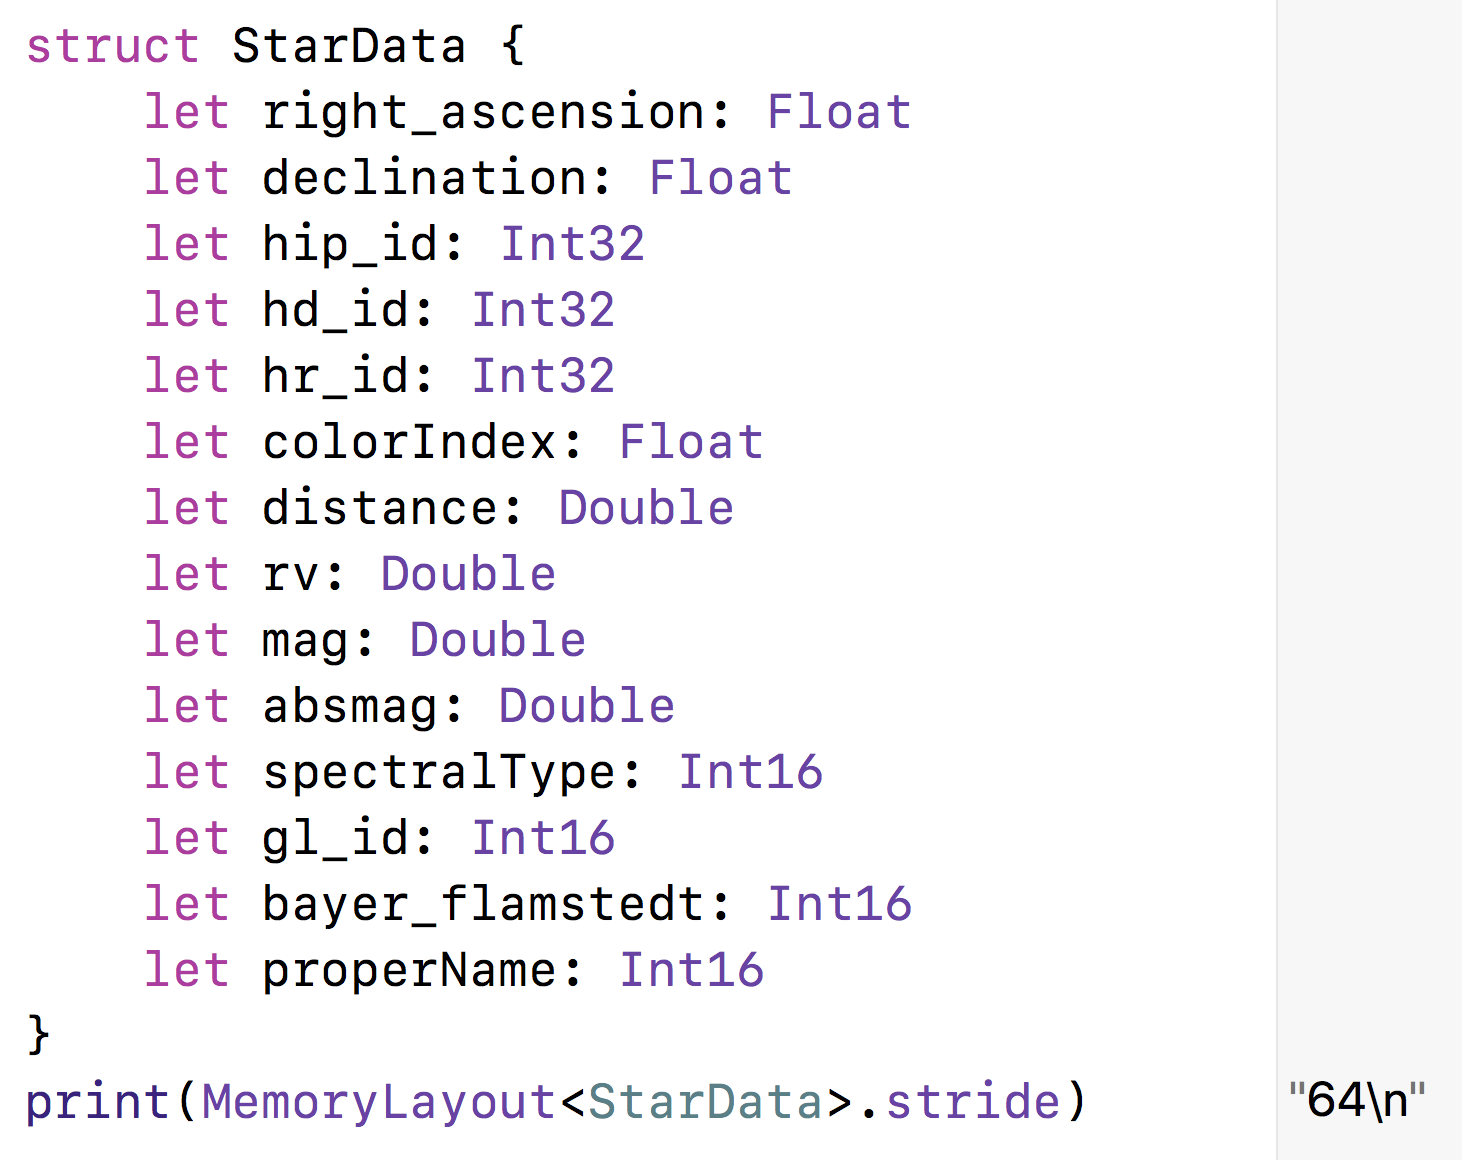 struct StarData {
    let right_ascension: Float
    let declination: Float
    let hip_id: Int32
    let hd_id: Int32
    let hr_id: Int32
    let colorIndex: Float
    let distance: Double
    let rv: Double
    let mag: Double
    let absmag: Double
    let spectralType: Int16
    let gl_id: Int16
    let bayer_flamstedt: Int16
    let properName: Int16
}
print(MemoryLayout<StarData>.stride) "64\n"